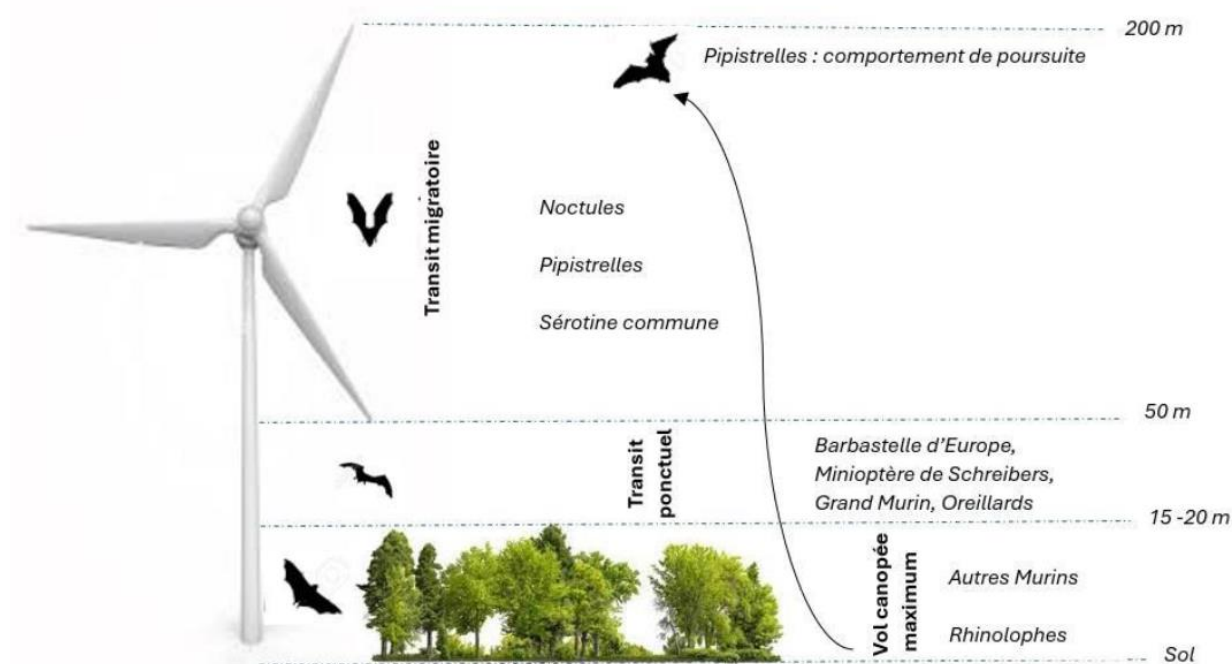 200 m
Pipistrelles : comportement de poursuite
Transit migratoire
Noctules
Pipistrelles
Sérotine commune
50 m
Transit
ponctuel
Barbastelle d'Europe,
Minioptère de Schreibers,
Grand Murin, Oreillards
15 -20 m
Vol canopée
maximum
Autres Murins
Rhinolophes
Sol